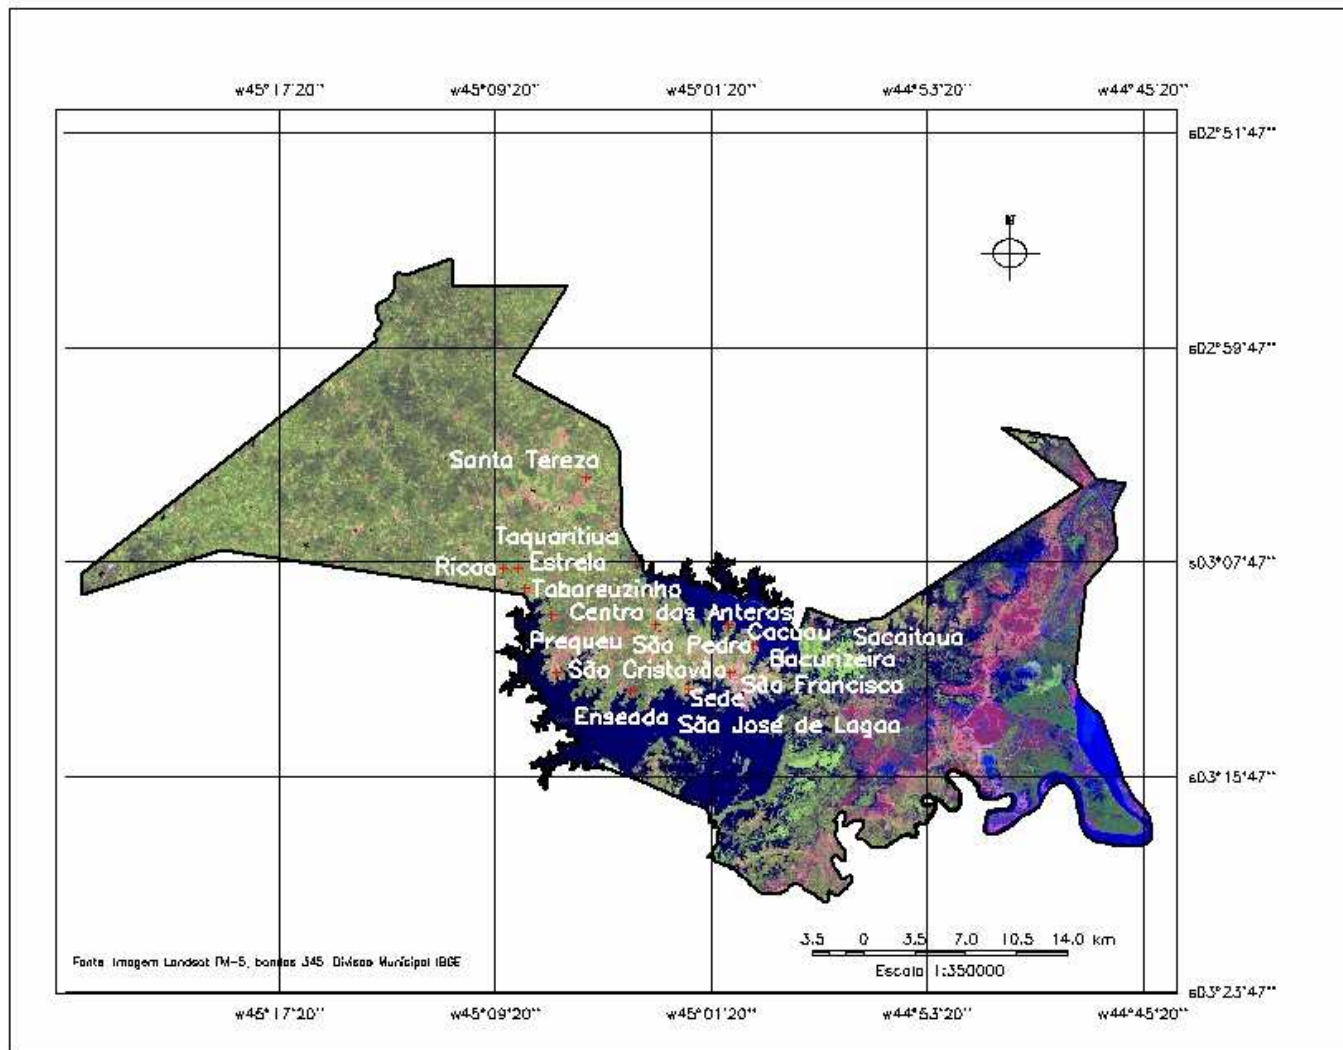 w45°17'20" w45°09'20" w45°01'20" w44°53'20" w44°45'20"
s02°51'47"
N
s02°59'47"
Santa Tereza
Taquaritiua
Ricoa Estrela
s03°07'47"
Tabareuzinho
Centro dos Anteras
Prequeu São Pedro Cacuau Sacaitaua
Bacurizeira
São Cristovão
São Francisco
Sede
Enseada
São José de Lagoa
s03°15'47"
3.5 0 3.5 7.0 10.5 14.0 km
Fonte Imagem Landsat TM-5, bandas 345 Divisao Municipal IBGE
Escala 1:350000
s03°23'47"
w45°17'20" w45°09'20" w45°01'20" w44°53'20" w44°45'20"